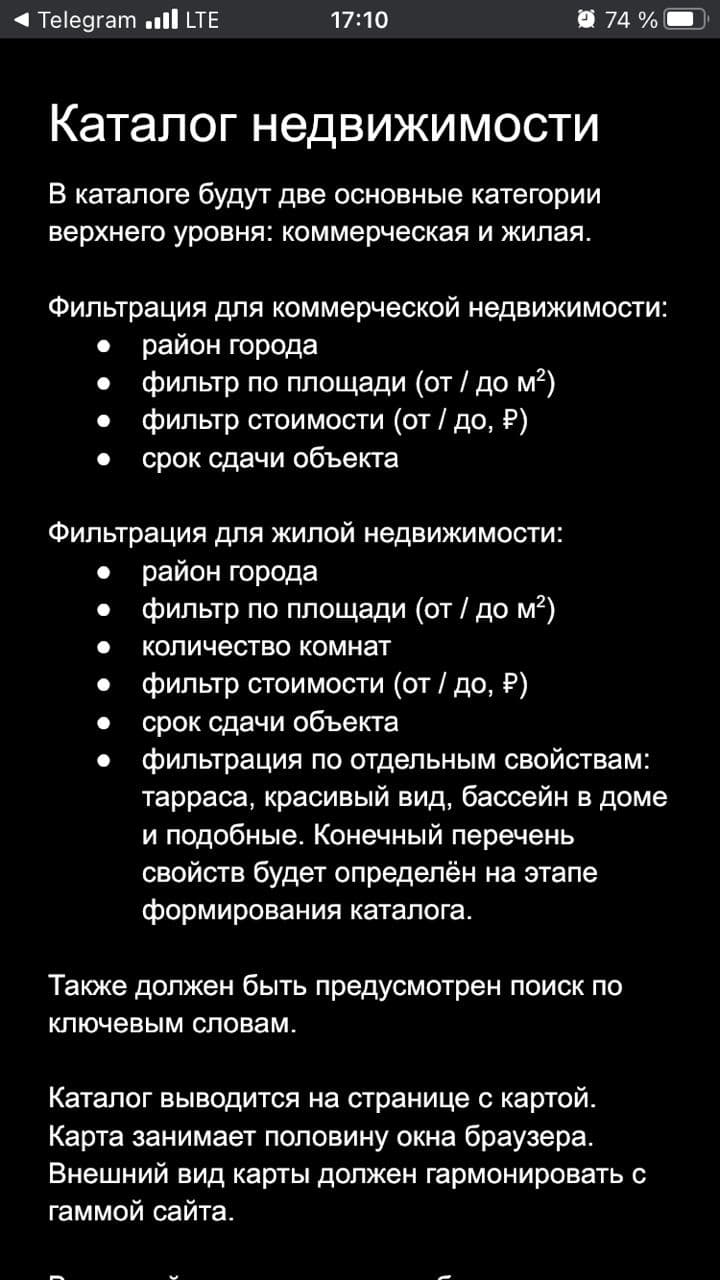 Telegram LTE 17:10 74 %
Каталог недвижимости
В каталоге будут две основные категории
верхнего уровня: коммерческая и жилая.
Фильтрация для коммерческой недвижимости:
● район города
● фильтр по площади (от / до м²)
● фильтр стоимости (от / до, ₽)
● срок сдачи объекта
Фильтрация для жилой недвижимости:
● район города
● фильтр по площади (от / до м²)
● количество комнат
● фильтр стоимости (от / до, ₽)
● срок сдачи объекта
● фильтрация по отдельным свойствам:
тарраса, красивый вид, бассейн в доме
и подобные. Конечный перечень
свойств будет определён на этапе
формирования каталога.
Также должен быть предусмотрен поиск по
ключевым словам.
Каталог выводится на странице с картой.
Карта занимает половину окна браузера.
Внешний вид карты должен гармонировать с
гаммой сайта.